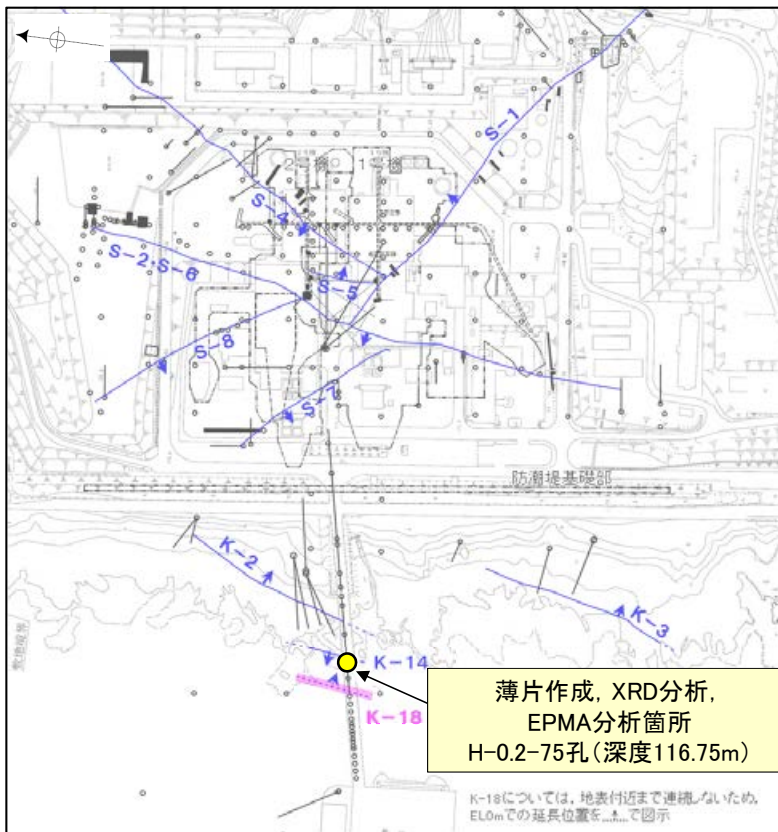 S-1
S-4
S-2・S-6
S-5
S-8
S-7
防潮堤基礎部
K-2
K-3
敷地境界
K-14
K-18
薄片作成, XRD分析,
EPMA分析箇所
H-0.2-75孔(深度116.75m)
K-18については, 地表付近まで連続しないため,
EL0mでの延長位置を
で図示